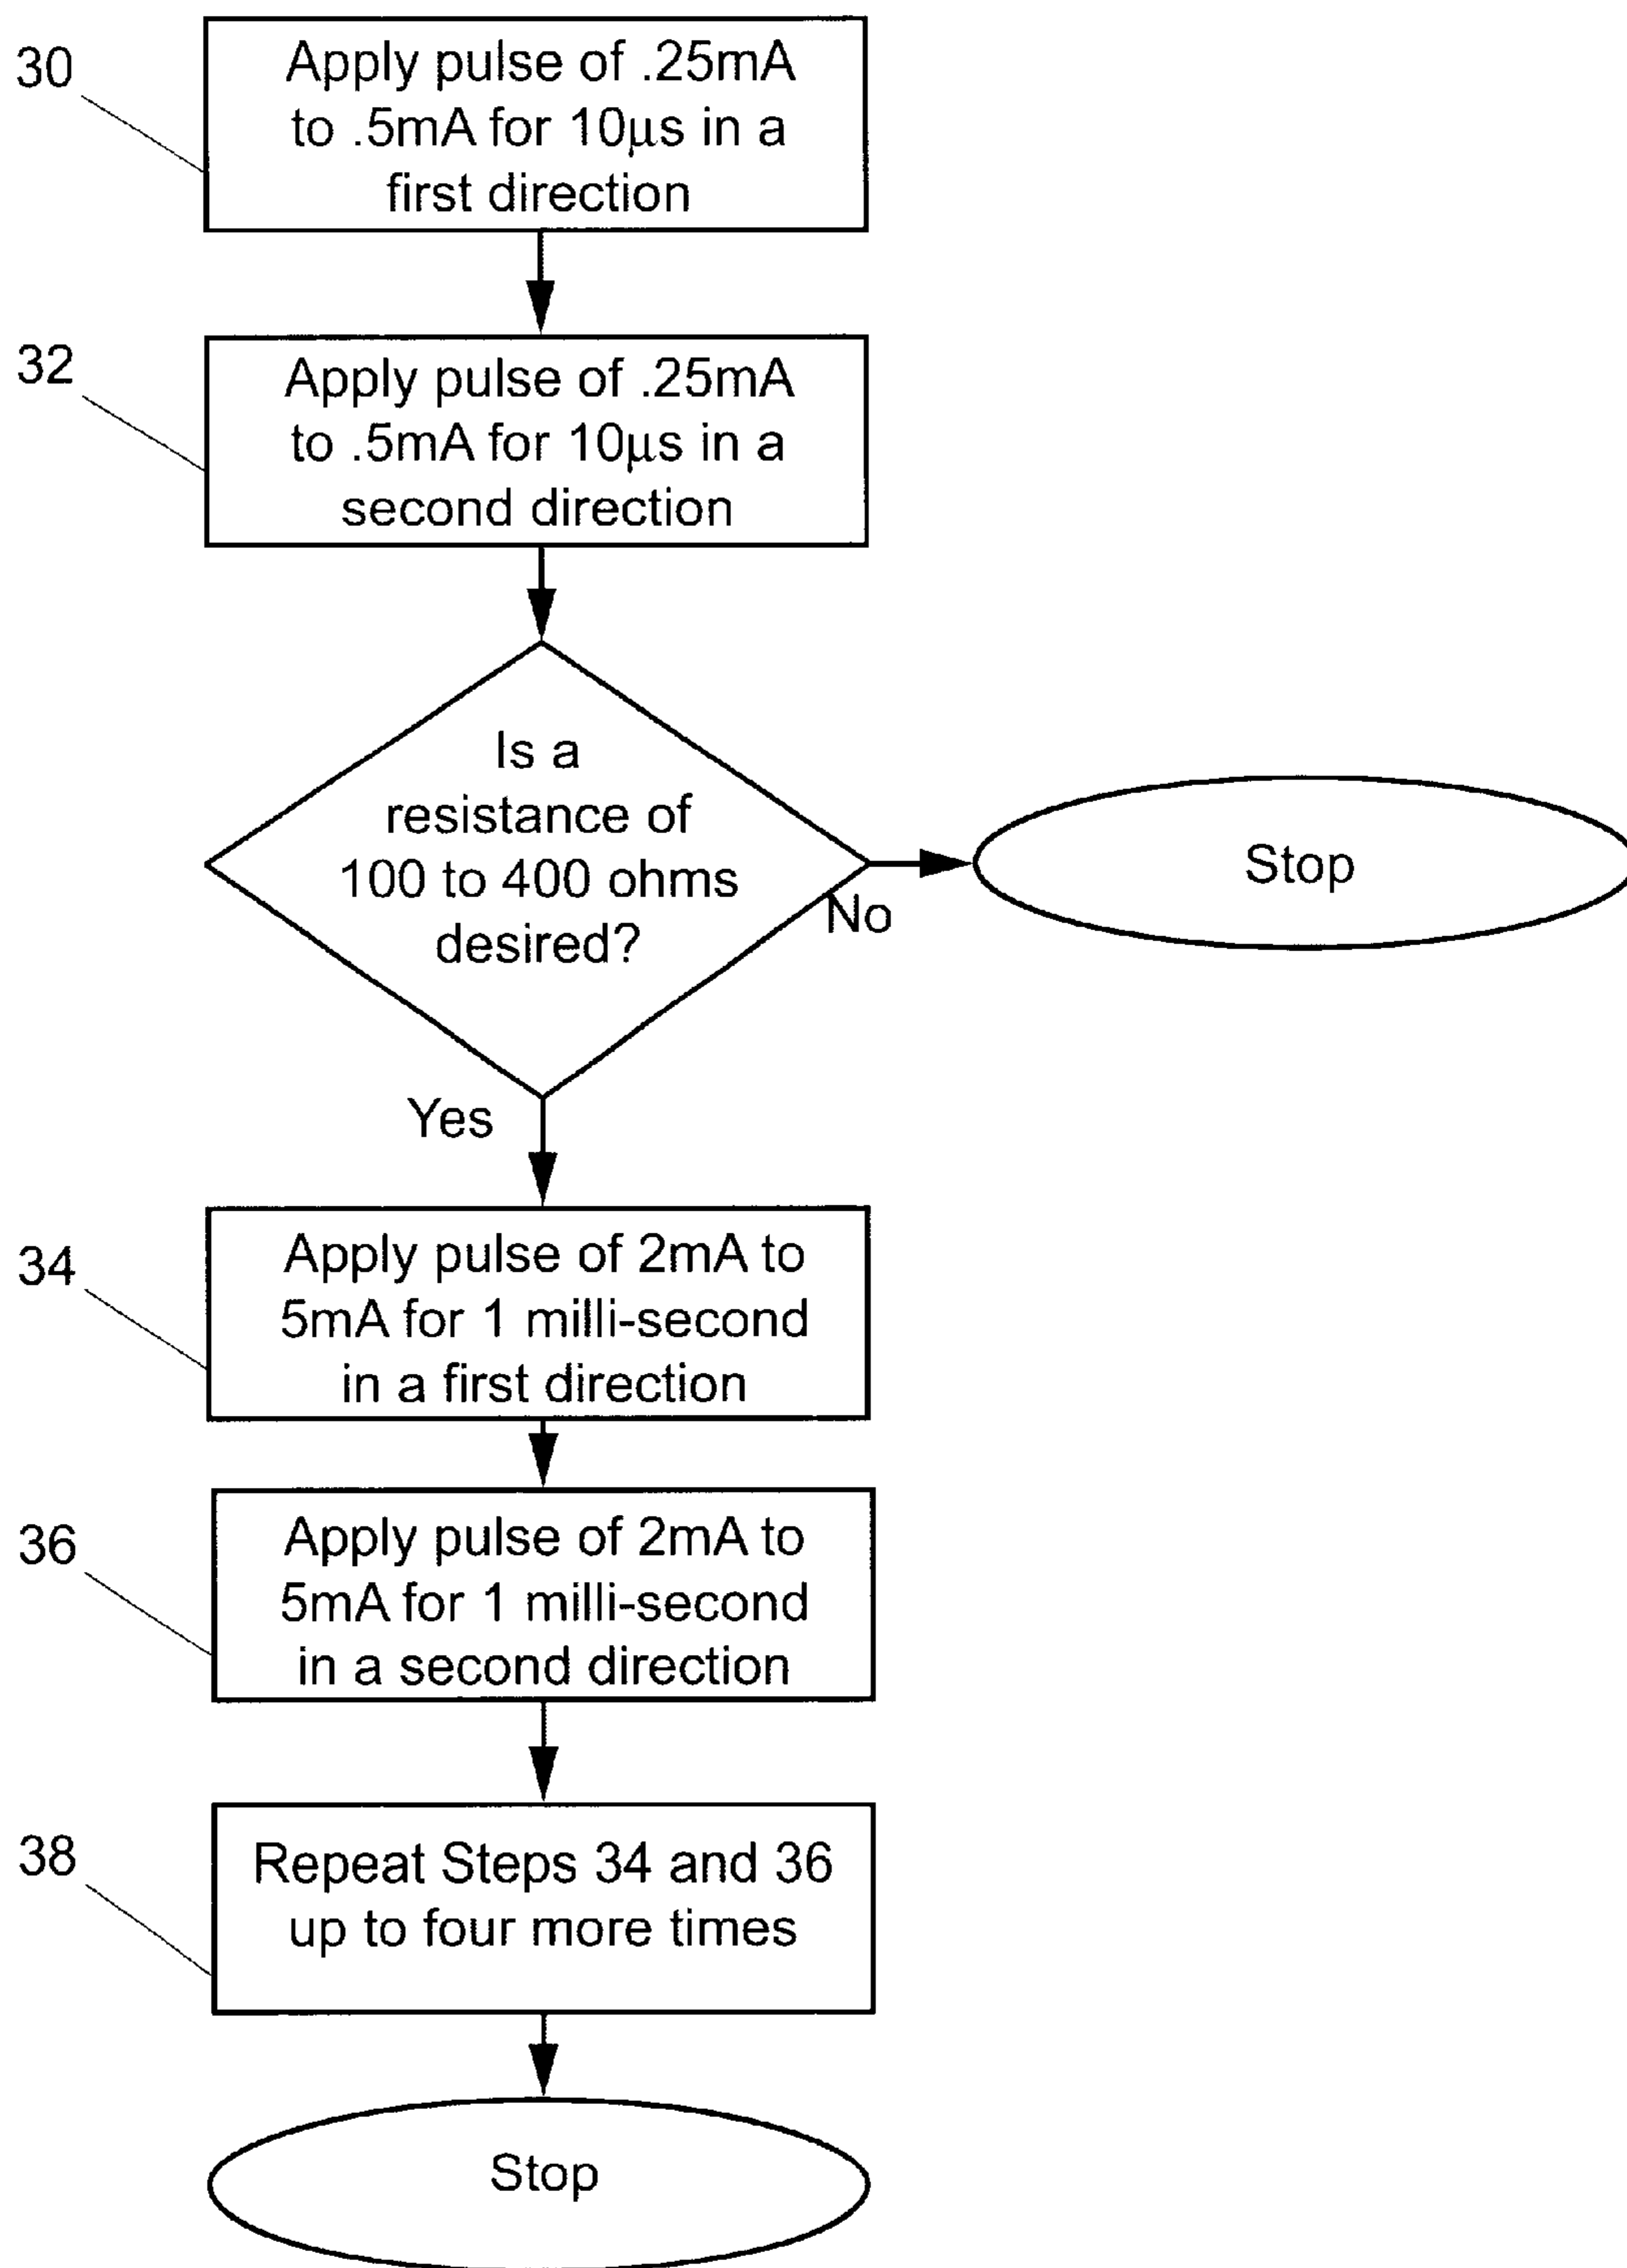 30
Apply pulse of .25mA
to .5mA for 10µs in a
first direction
32
Apply pulse of .25mA
to .5mA for 10µs in a
second direction
Is a
resistance of
100 to 400 ohms
desired?
No
Stop
Yes
34
Apply pulse of 2mA to
5mA for 1 milli-second
in a first direction
36
Apply pulse of 2mA to
5mA for 1 milli-second
in a second direction
38
Repeat Steps 34 and 36
up to four more times
Stop